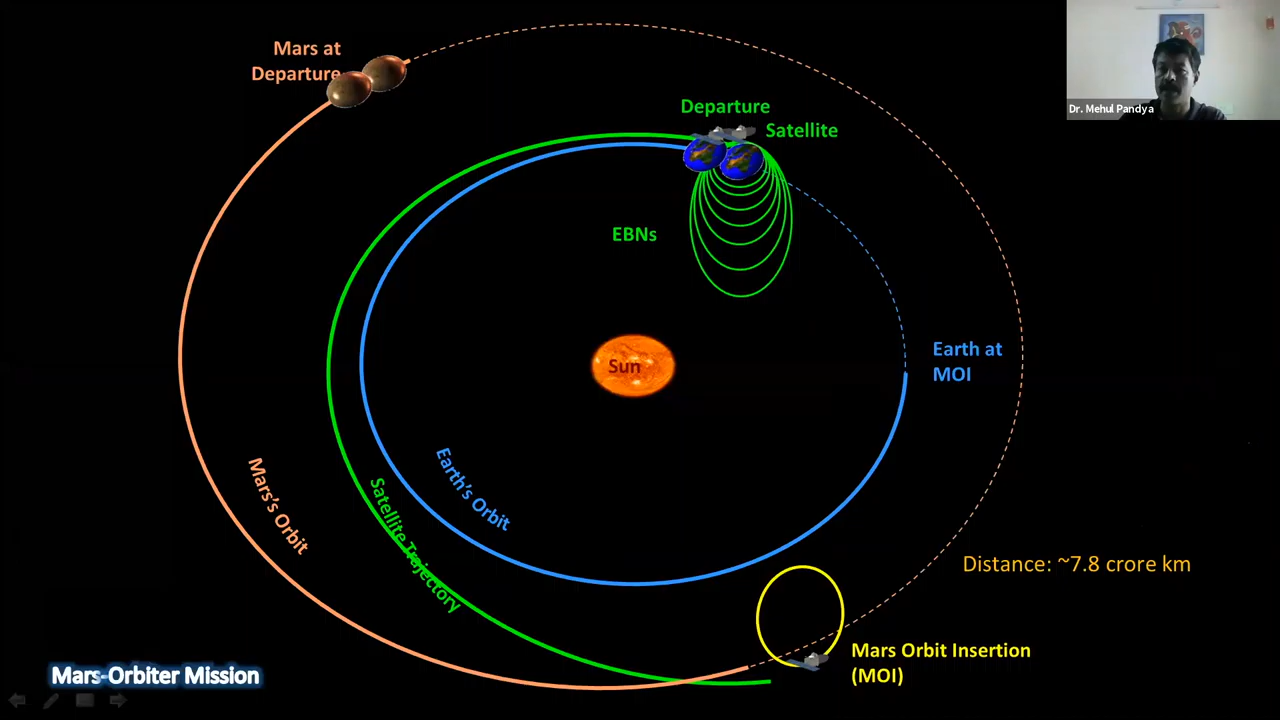 Mars at
Departure
Departure
Satellite
Dr. Mehul Pandya
EBNs
Sun
Earth at
MOI
Mars's Orbit
Satellite Trajectory
Earth's Orbit
Distance: ~7.8 crore km
Mars Orbit Insertion
(MOI)
Mars-Orbiter Mission